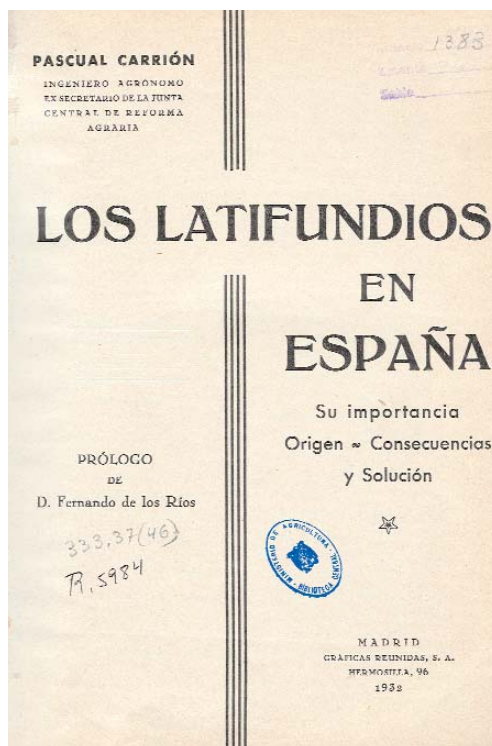 PASCUAL CARRIÓN
INGENIERO AGRÓNOMO
EX SECRETARIO DE LA JUNTA
CENTRAL DE REFORMA
AGRARIA
1383
LOS LATIFUNDIOS
EN
ESPAÑA
Su importancia
Origen ~ Consecuencias
y Solución
PRÓLOGO
DE
D. Fernando de los Ríos
333,37(46)
R, 5984
MINISTERIO DE AGRICULTURA - BIBLIOTECA CENTRAL -
MADRID
GRÁFICAS REUNIDAS, S. A.
HERMOSILLA, 96
1932